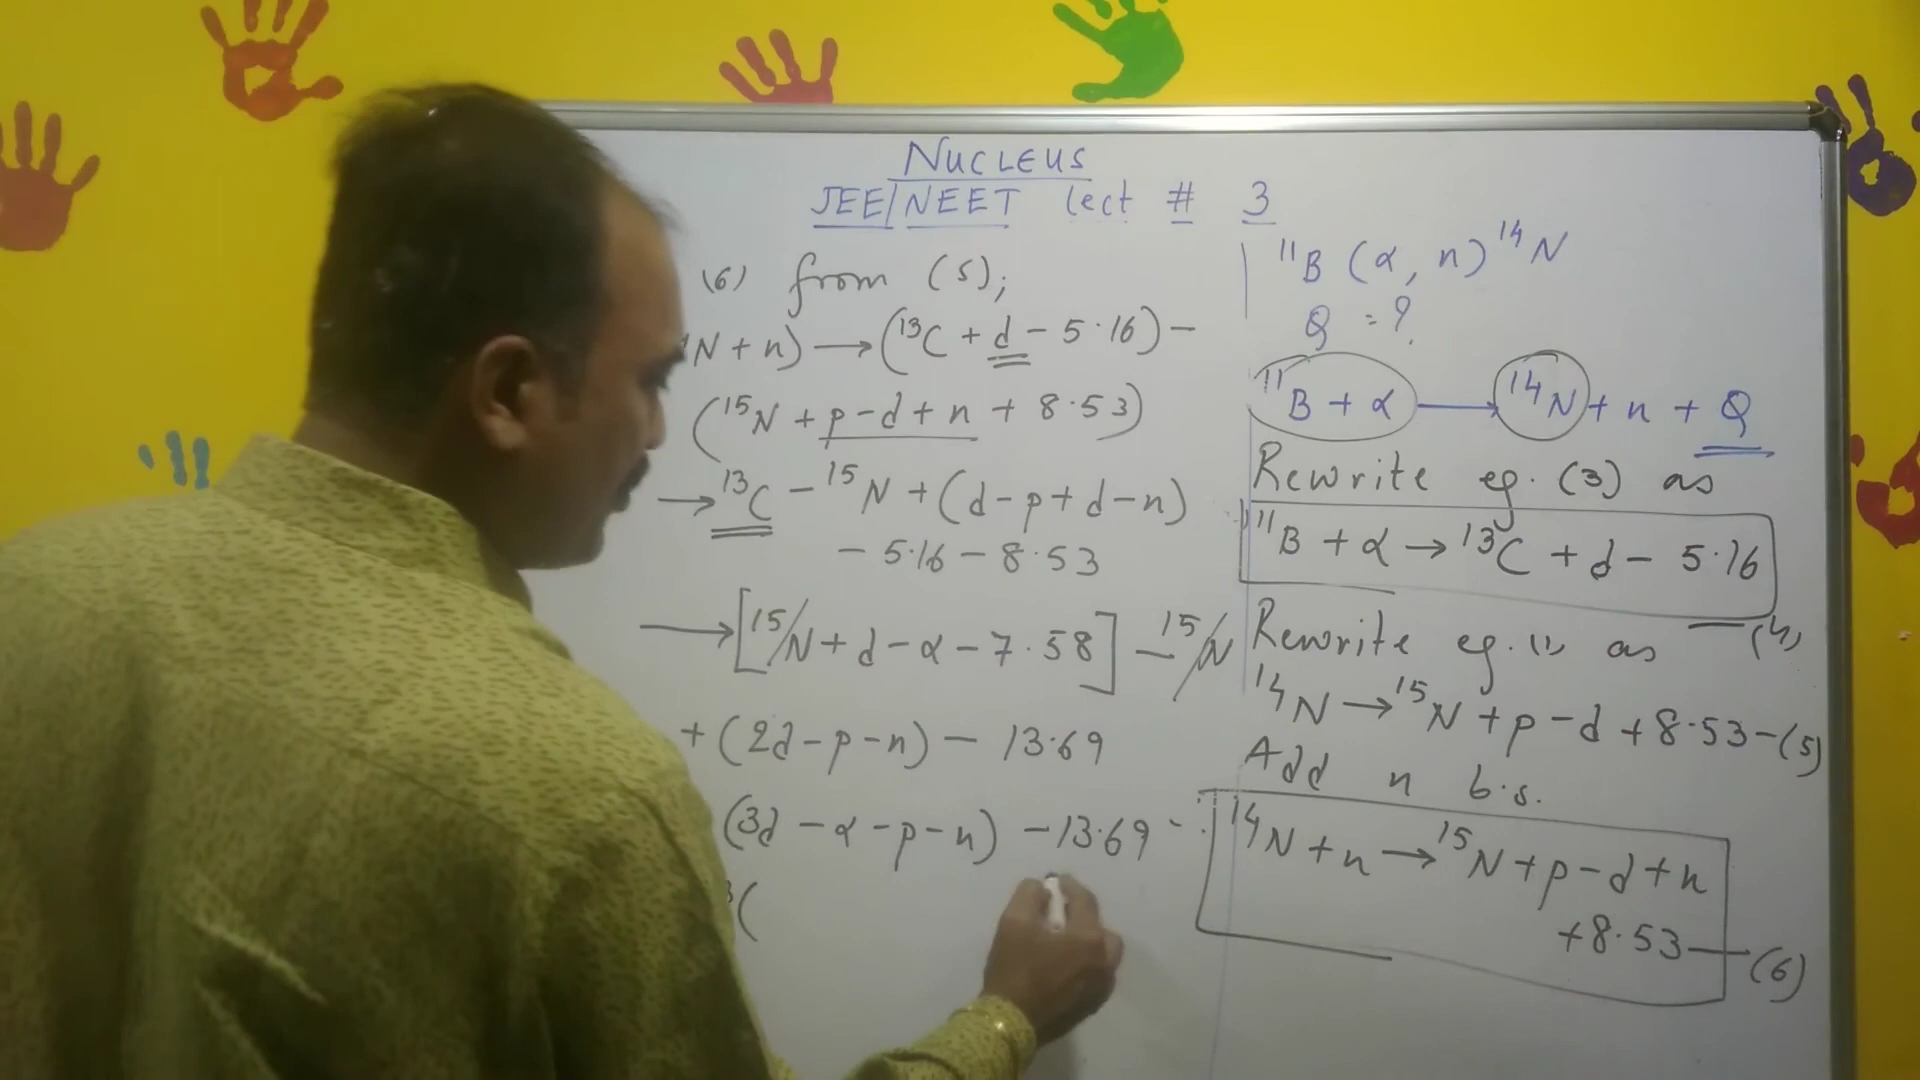 NUCLEUS
JEE/NEET lect # 3
(6) from (5);
N + n) → (¹³C + d - 5.16) -
(¹⁵N + p - d + n + 8.53)
→ ¹³C - ¹⁵N + (d - p + d - n)
- 5.16 - 8.53
→ [¹⁵N + d - α - 7.58] - ¹⁵N
+ (2d - p - n) - 13.69
(3d - α - p - n) - 13.69 -
(
¹¹B (α, n) ¹⁴N
Q = ?
¹¹B + α → ¹⁴N + n + Q
Rewrite eq. (3) as
¹¹B + α → ¹³C + d - 5.16
— (4)
Rewrite eq. (1) as
¹⁴N → ¹⁵N + p - d + 8.53 - (5)
Add n b.s.
¹⁴N + n → ¹⁵N + p - d + n
+ 8.53 — (6)